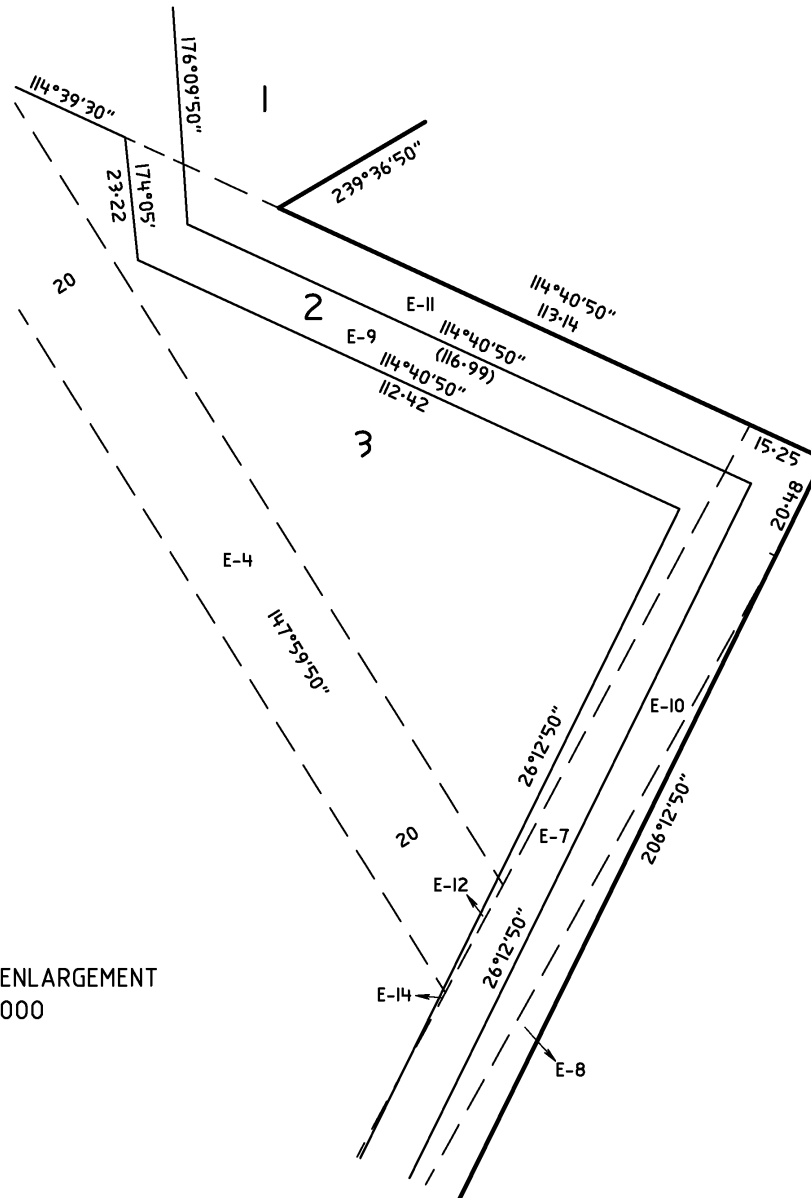 176°09'50"
114°39'30"
1
239°36'50"
174°05'
23·22
20
2
E-11
114°40'50"
113·14
E-9
114°40'50"
(116·99)
114°40'50"
112·42
3
15·25
20·48
E-4
147°59'50"
E-10
26°12'50"
206°12'50"
20
E-7
E-12
26°12'50"
ENLARGEMENT
E-14
000
E-8